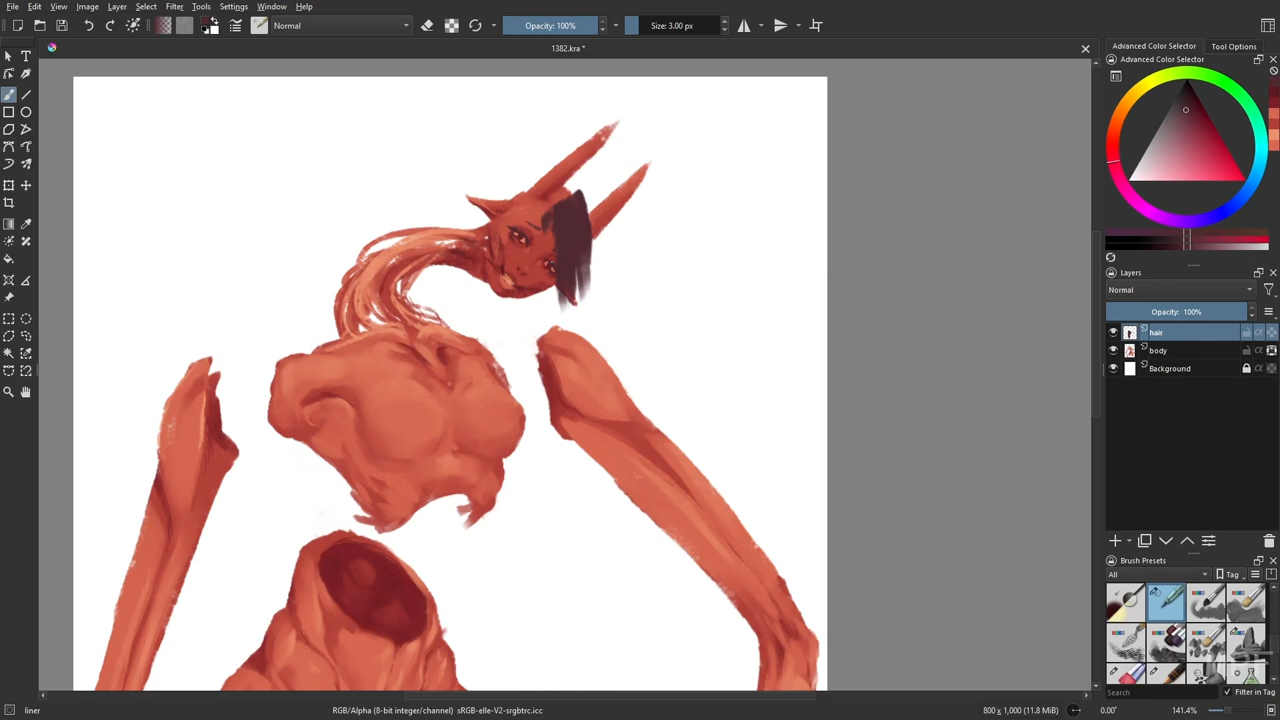 File Edit View Image Layer Select Filter Tools Settings Window Help
Normal Opacity: 100% Size: 3.00 px
1382.kra *
Advanced Color Selector Tool Options
Advanced Color Selector
Layers
Normal
Opacity: 100%
hair
body
Background
Brush Presets
All Tag
Search Filter in Tag
liner RGB/Alpha (8-bit integer/channel) sRGB-elle-V2-srgbtrc.icc 800 x 1,000 (11.8 MiB) 0.00° 141.4%